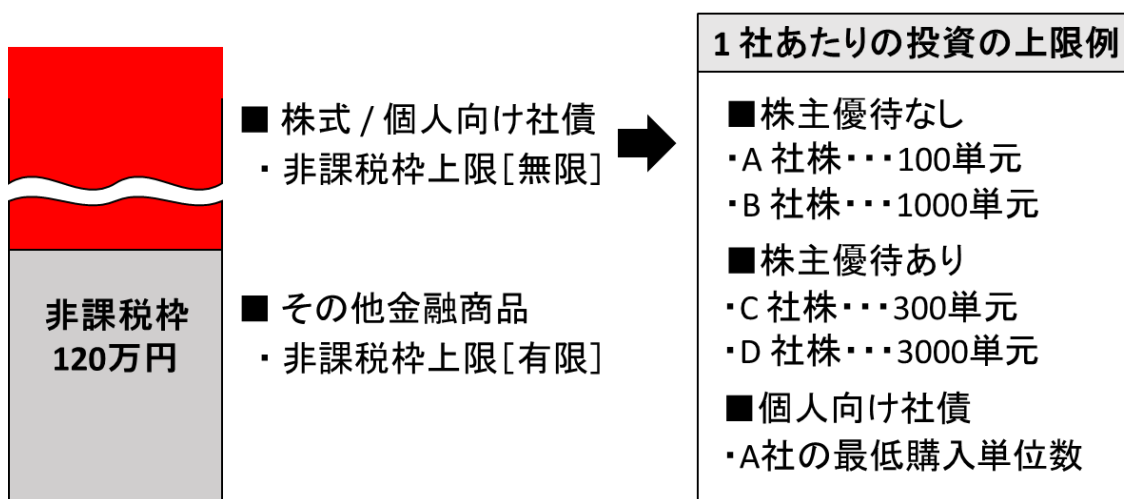 非課税枠
120万円
■ 株式 / 個人向け社債
・ 非課税枠上限[無限]
■ その他金融商品
・ 非課税枠上限[有限]
1 社あたりの投資の上限例
■株主優待なし
・A 社株・・・100単元
・B 社株・・・1000単元
■株主優待あり
・C 社株・・・300単元
・D 社株・・・3000単元
■個人向け社債
・A社の最低購入単位数